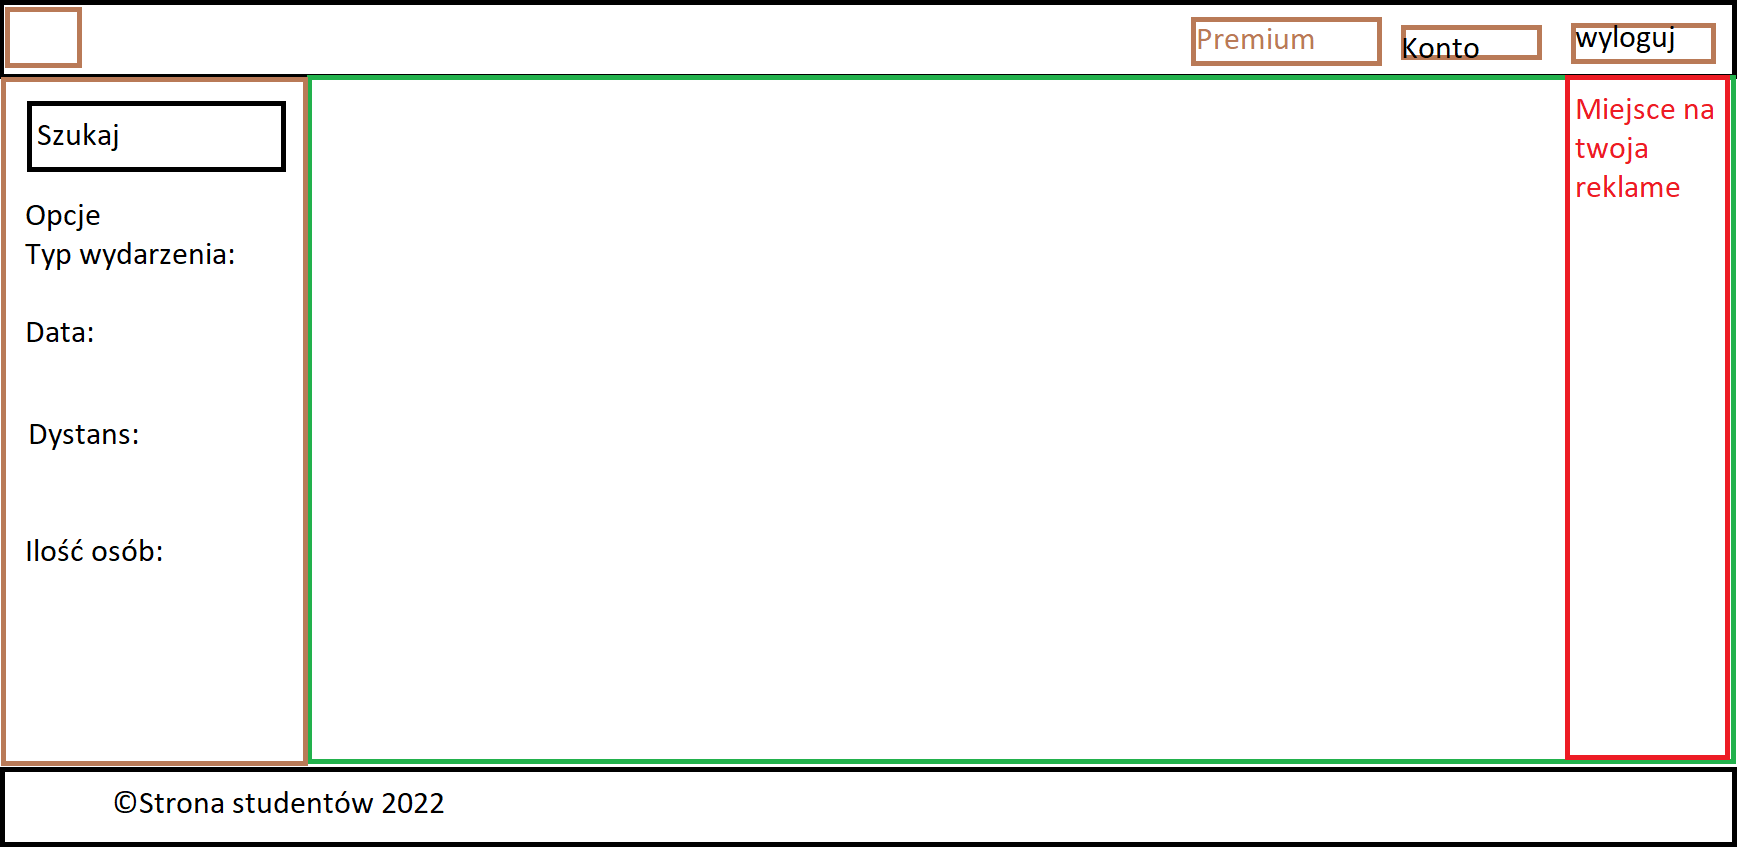 Premium
Konto
wyloguj
Szukaj
Opcje
Typ wydarzenia:
Data:
Dystans:
Ilość osób:
Miejsce na
twoja
reklame
©Strona studentów 2022